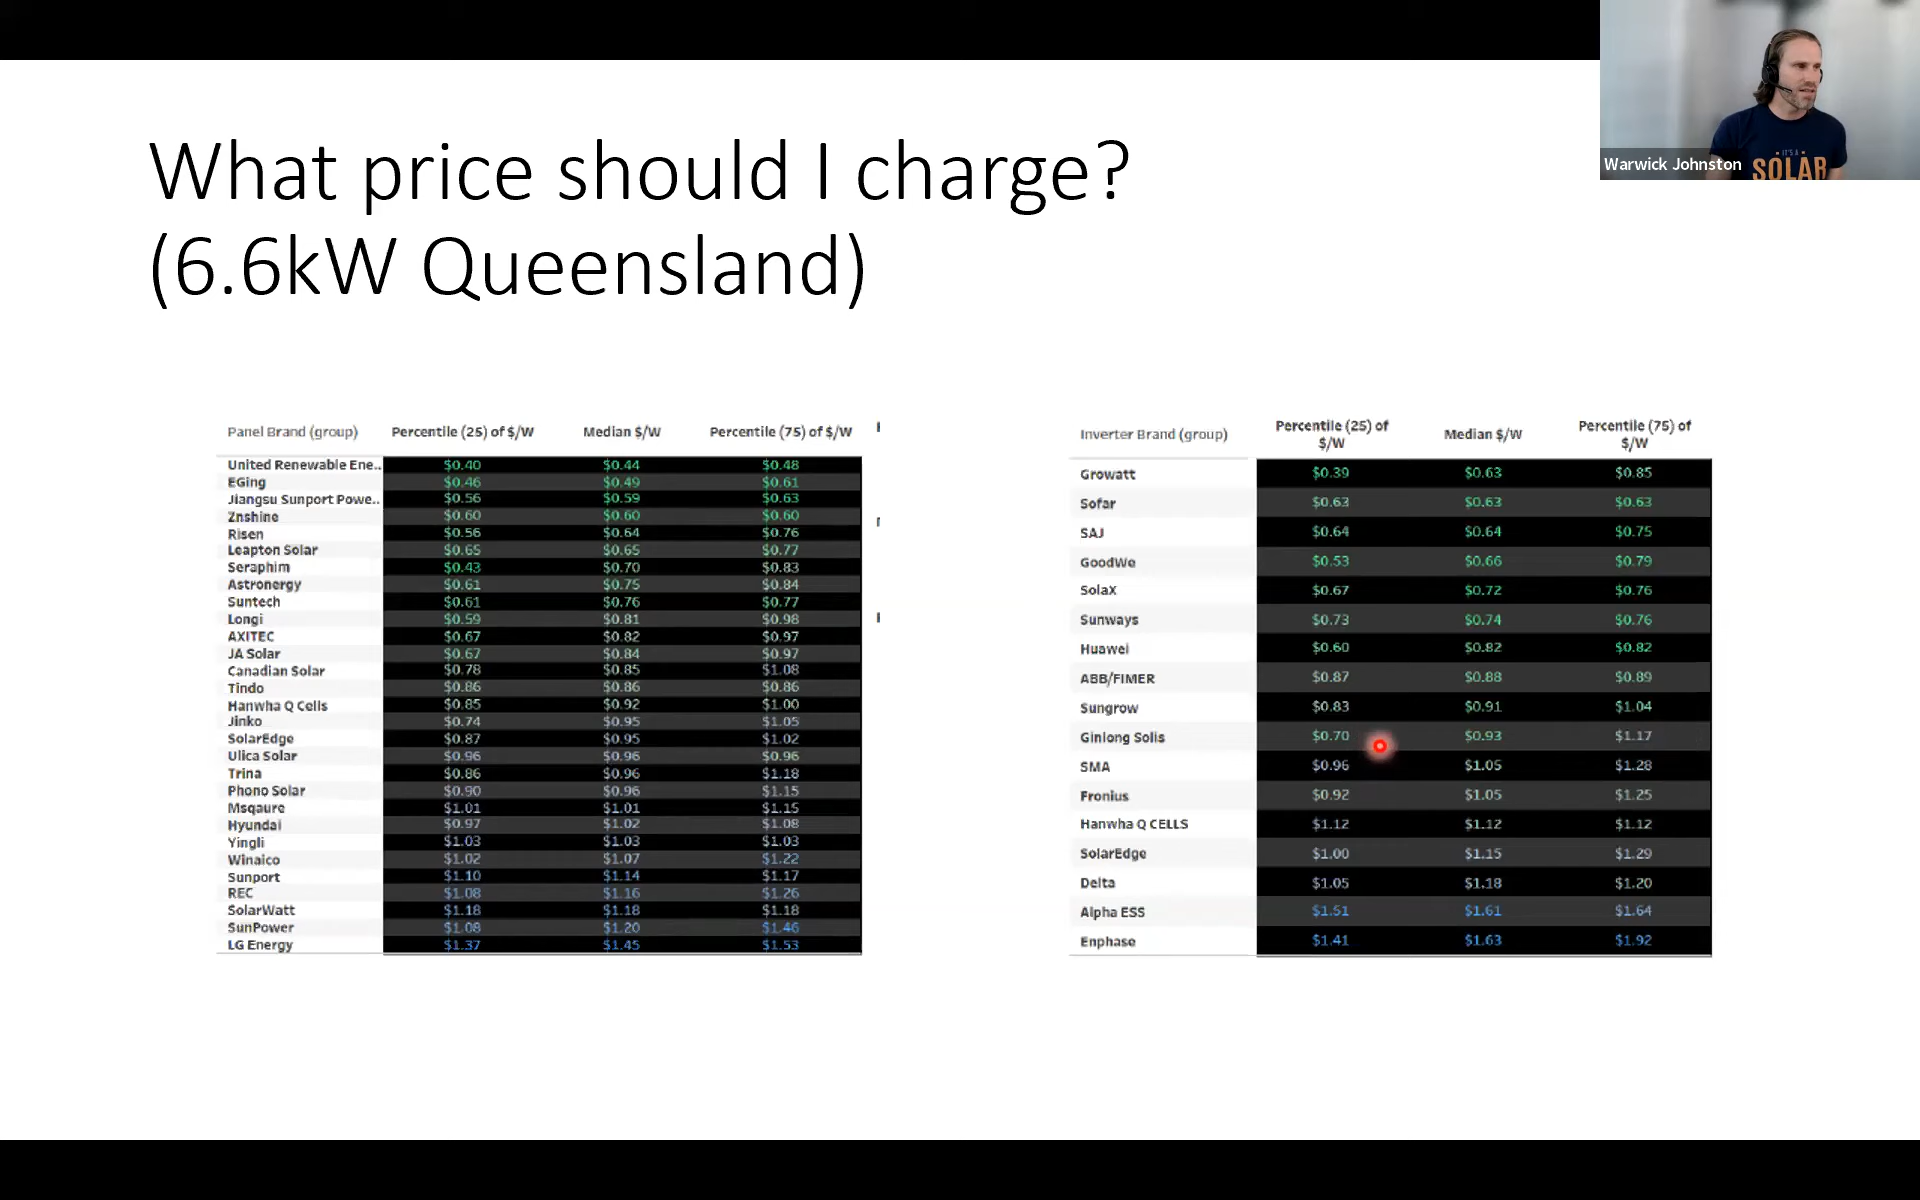 Warwick Johnston
IT'S A
SOLAR
What price should I charge?
(6.6kW Queensland)
Panel Brand (group) Percentile (25) of $/W Median $/W Percentile (75) of $/W
United Renewable Ene.. $0.40 $0.44 $0.48
EGing $0.46 $0.49 $0.61
Jiangsu Sunport Powe.. $0.56 $0.59 $0.63
Znshine $0.60 $0.60 $0.60
Risen $0.56 $0.64 $0.76
Leapton Solar $0.65 $0.65 $0.77
Seraphim $0.43 $0.70 $0.83
Astronergy $0.61 $0.75 $0.84
Suntech $0.61 $0.76 $0.77
Longi $0.59 $0.81 $0.98
AXITEC $0.67 $0.82 $0.97
JA Solar $0.67 $0.84 $0.97
Canadian Solar $0.78 $0.85 $1.08
Tindo $0.86 $0.86 $0.86
Hanwha Q Cells $0.85 $0.92 $1.00
Jinko $0.74 $0.95 $1.05
SolarEdge $0.87 $0.95 $1.02
Ulica Solar $0.96 $0.96 $0.96
Trina $0.86 $0.96 $1.18
Phono Solar $0.90 $0.96 $1.15
Msqaure $1.01 $1.01 $1.15
Hyundai $0.97 $1.02 $1.08
Yingli $1.03 $1.03 $1.03
Winaico $1.02 $1.07 $1.22
Sunport $1.10 $1.14 $1.17
REC $1.08 $1.16 $1.26
SolarWatt $1.18 $1.18 $1.18
SunPower $1.08 $1.20 $1.46
LG Energy $1.37 $1.45 $1.53
Inverter Brand (group) Percentile (25) of $/W Median $/W Percentile (75) of $/W
Growatt $0.39 $0.63 $0.85
Sofar $0.63 $0.63 $0.63
SAJ $0.64 $0.64 $0.75
GoodWe $0.53 $0.66 $0.79
SolaX $0.67 $0.72 $0.76
Sunways $0.73 $0.74 $0.76
Huawei $0.60 $0.82 $0.82
ABB/FIMER $0.87 $0.88 $0.89
Sungrow $0.83 $0.91 $1.04
Ginlong Solis $0.70 $0.93 $1.17
SMA $0.96 $1.05 $1.28
Fronius $0.92 $1.05 $1.25
Hanwha Q CELLS $1.12 $1.12 $1.12
SolarEdge $1.00 $1.15 $1.29
Delta $1.05 $1.18 $1.20
Alpha ESS $1.51 $1.61 $1.64
Enphase $1.41 $1.63 $1.92